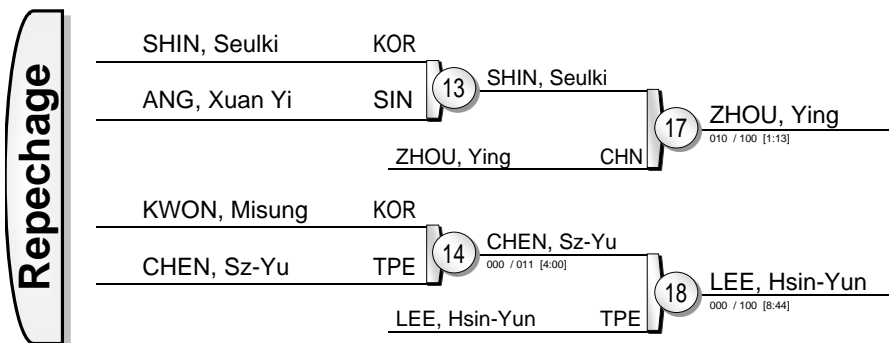 Repechage
SHIN, Seulki KOR
ANG, Xuan Yi SIN
13
SHIN, Seulki
ZHOU, Ying CHN
17
ZHOU, Ying
010 / 100 [1:13]
KWON, Misung KOR
CHEN, Sz-Yu TPE
14
CHEN, Sz-Yu
000 / 011 [4:00]
LEE, Hsin-Yun TPE
18
LEE, Hsin-Yun
000 / 100 [8:44]